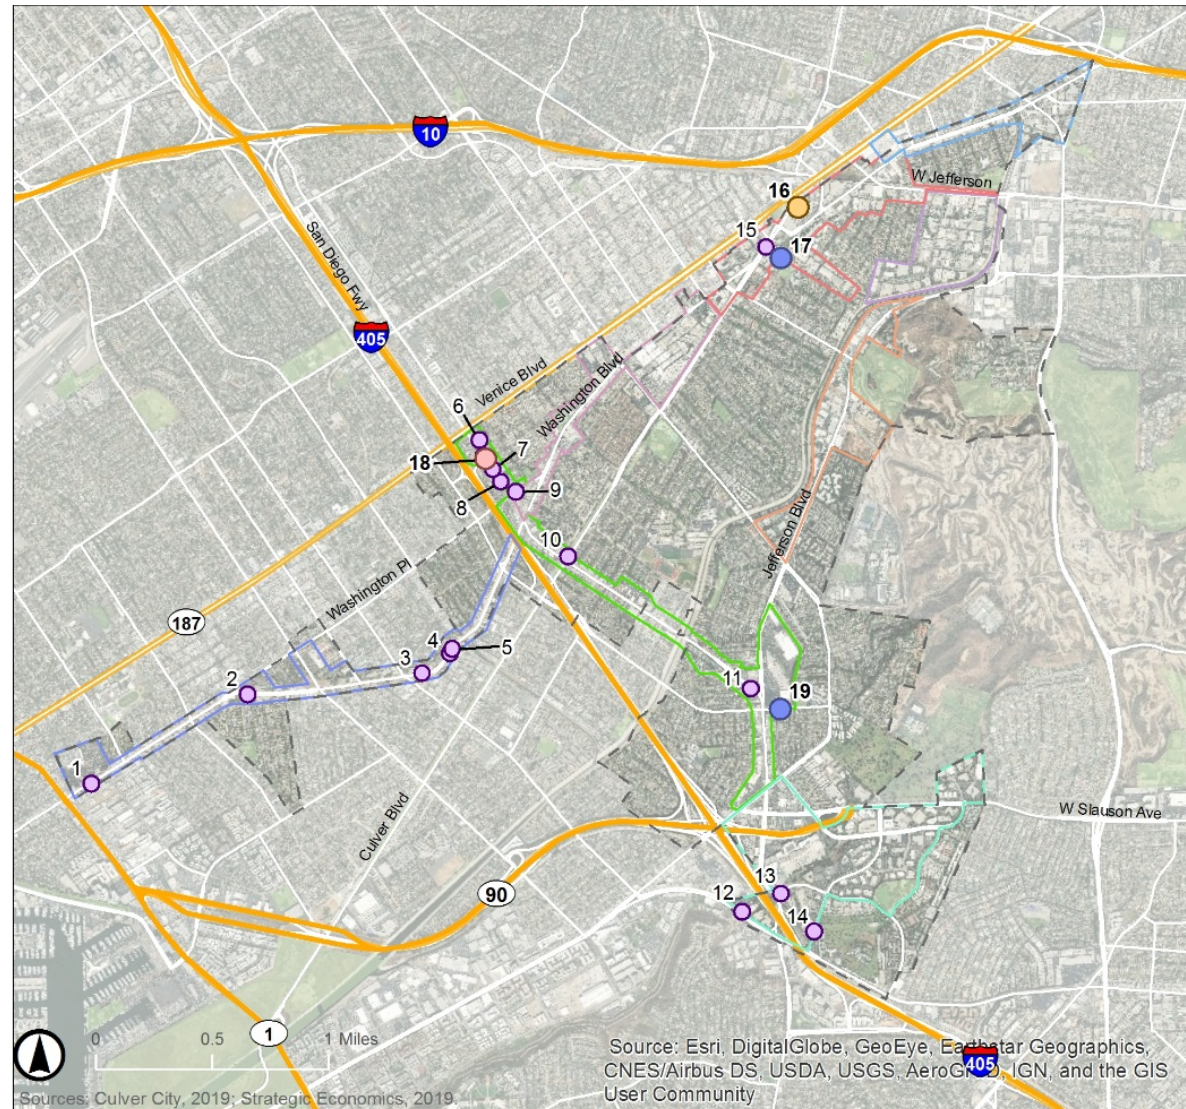 10
W Jefferson
16
15
17
San Diego Fwy
405
Venice Blvd
Washington Blvd
6
7
18
8
9
10
Jefferson Blvd
Washington Pl
187
4
5
3
2
11
19
1
Culver Blvd
W Slauson Ave
90
13
12
14
1
0 0.5 1 Miles
405
Source: Esri, DigitalGlobe, GeoEye, Earthstar Geographics,
CNES/Airbus DS, USDA, USGS, AeroGRID, IGN, and the GIS
User Community
Sources: Culver City, 2019; Strategic Economics, 2019.